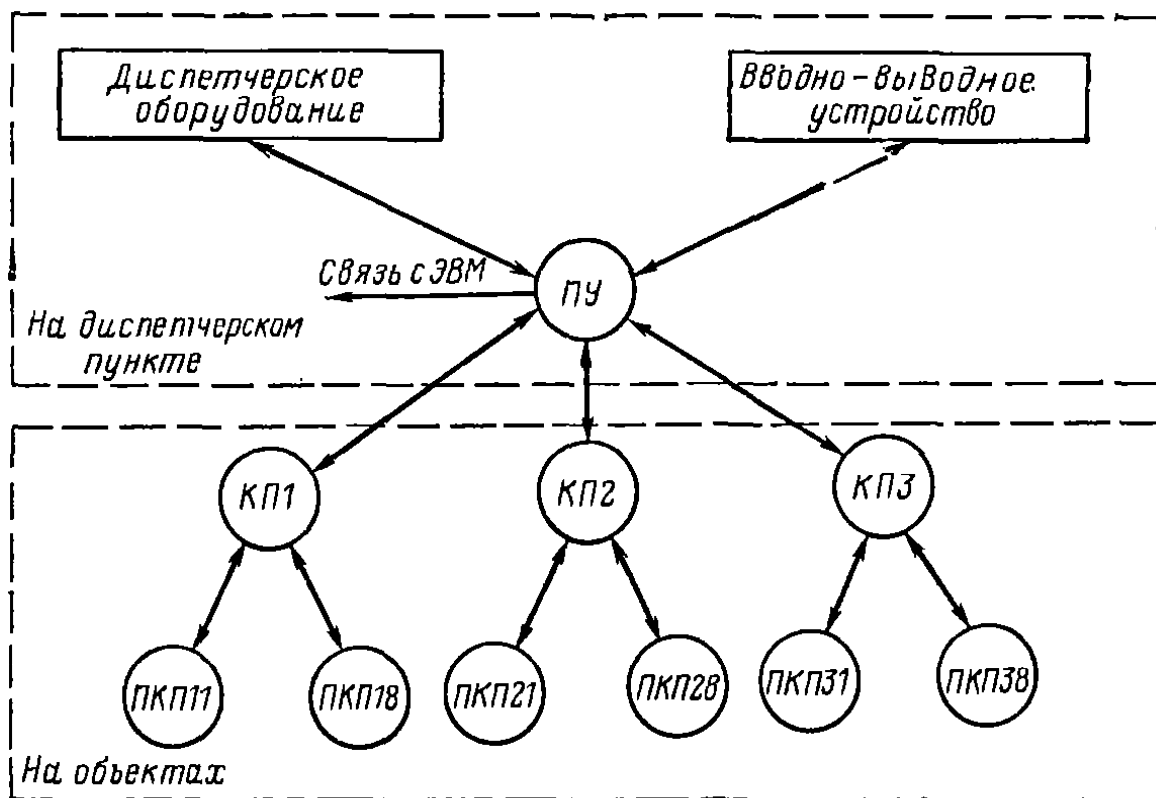 Диспетчерское
оборудование
Вводно-выводное
устройство
Связь с ЭВМ
ПУ
На диспетчерском
пункте
КП1
КП2
КП3
ПКП11
ПКП18
ПКП21
ПКП28
ПКП31
ПКП38
На объектах